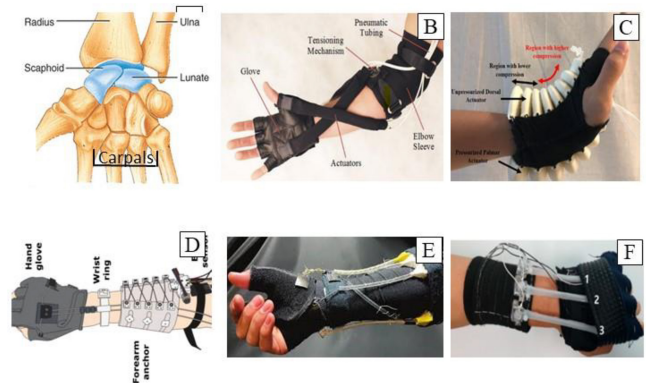 Radius
Ulna
Scaphoid
Lunate
Carpals
B
Pneumatic
Tubing
Tensioning
Mechanism
Glove
Elbow
Sleeve
Actuators
C
Region with higher
compression
Region with lower
compression
Unpressurized Dorsal
Actuator
Pressurized Palmar
Actuator
D
Hand
glove
Wrist
ring
Forearm
anchor
E
F
1
2
3